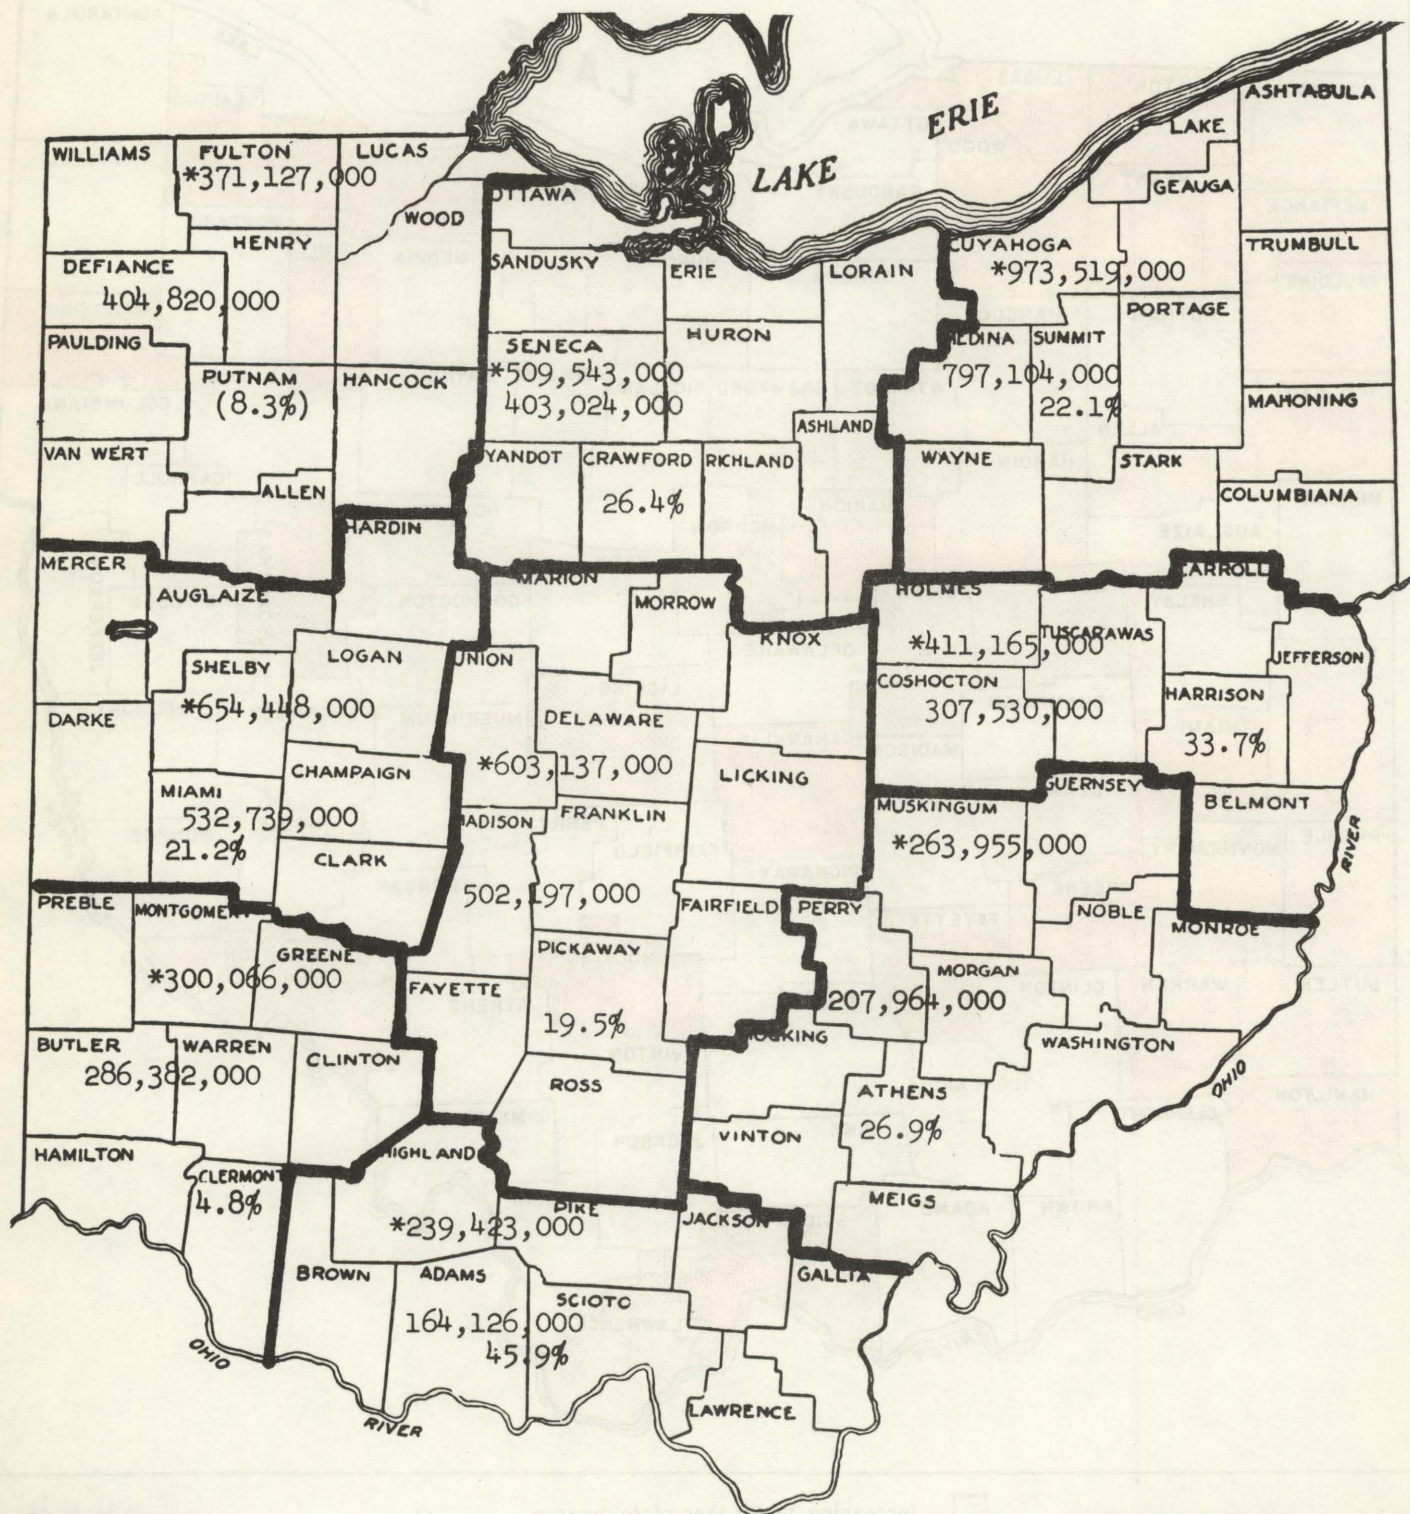 ASHTABULA
LAKE
ERIE
LAKE
WILLIAMS
FULTON
*371,127,000
LUCAS
GEAUGA
OTTAWA
WOOD
HENRY
CUYAHOGA
*973,519,000
TRUMBULL
DEFIANCE
404,820,000
SANDUSKY
ERIE
LORAIN
PORTAGE
PAULDING
SENECA
*509,543,000
403,024,000
HURON
MEDINA
SUMMIT
797,104,000
22.1%
PUTNAM
(8.3%)
HANCOCK
MAHONING
ASHLAND
VAN WERT
YANDOT
CRAWFORD
26.4%
RICHLAND
WAYNE
STARK
ALLEN
COLUMBIANA
HARDIN
MERCER
AUGLAIZE
MARION
MORROW
HOLMES
*411,165,000
CARROLL
KNOX
TUSCARAWAS
JEFFERSON
SHELBY
*654,448,000
LOGAN
UNION
COSHOCTON
307,530,000
HARRISON
33.7%
DARKE
DELAWARE
*603,137,000
CHAMPAIGN
LICKING
GUERNSEY
MIAMI
532,739,000
21.2%
MADISON
FRANKLIN
MUSKINGUM
*263,955,000
BELMONT
RIVER
CLARK
502,197,000
PREBLE
MONTGOMERY
FAIRFIELD
PERRY
NOBLE
MONROE
GREENE
*300,066,000
PICKAWAY
19.5%
MORGAN
207,964,000
FAYETTE
HOCKING
BUTLER
WARREN
286,382,000
CLINTON
WASHINGTON
ROSS
ATHENS
26.9%
OHIO
VINTON
HAMILTON
HIGHLAND
CLERMONT
4.8%
MEIGS
*239,423,000
PIKE
JACKSON
BROWN
ADAMS
164,126,000
45.9%
GALLIA
SCIOTO
OHIO
LAWRENCE
RIVER